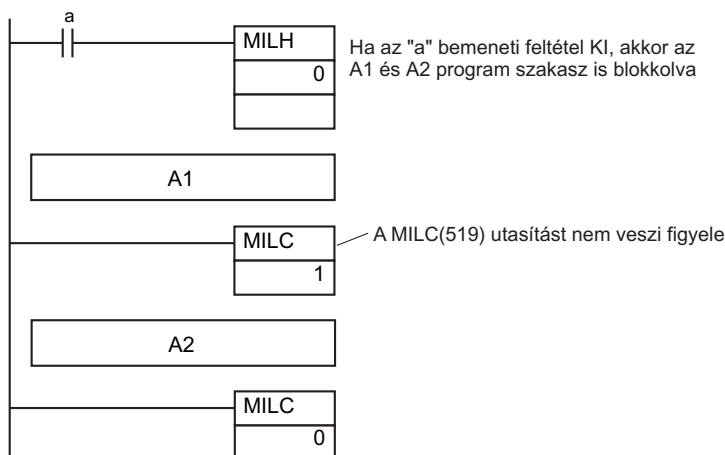 a
MILH
0
Ha az "a" bemeneti feltétel KI, akkor az
A1 és A2 program szakasz is blokkolva
A1
MILC
1
A MILC(519) utasítást nem veszi figyele
A2
MILC
0